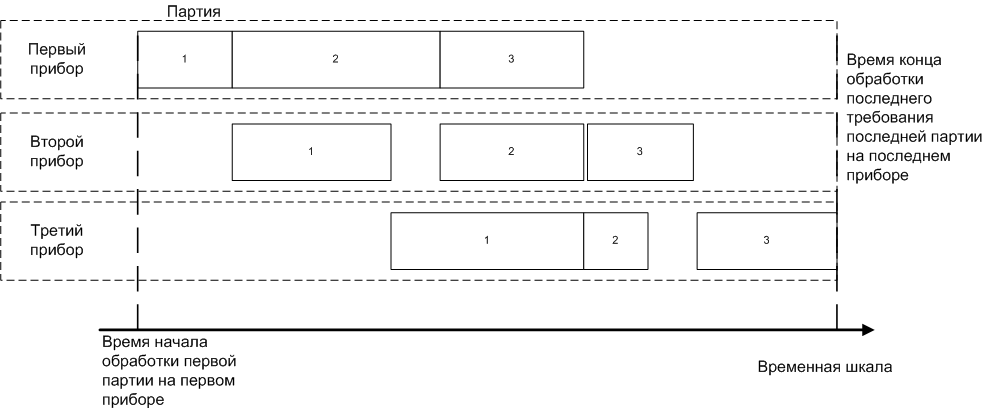 Партия
Первый
прибор
1
2
3
Второй
прибор
1
2
3
Третий
прибор
1
2
3
Время конца
обработки
последнего
требования
последней партии
на последнем
приборе
Время начала
обработки первой
партии на первом
приборе
Временная шкала